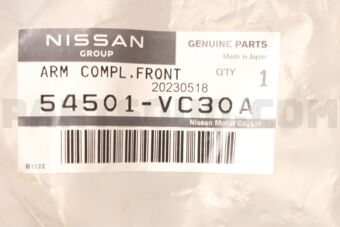 NISSAN
GROUP
GENUINE PARTS
Made in Japan
ARM COMPL.FRONT
QTY
1
20230518
54501-VC30A
Nissan Motor Co.,Ltd.
B1222